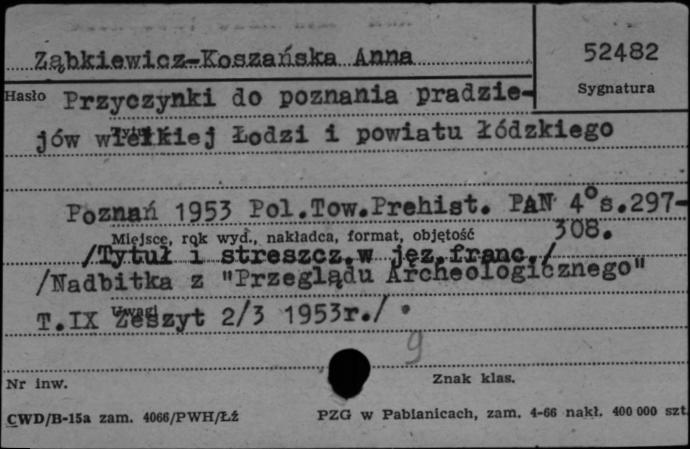 Ząbkiewicz-Koszańska Anna
52482
Sygnatura
Hasło Przyczynki do poznania pradzie-
jów wielkiej Łodzi i powiatu łódzkiego
Poznań 1953 Pol.Tow.Prehist. PAN 4° s.297-
308.
Miejsce, rok wyd., nakładca, format, objętość
/Tytuł i streszcz.w jęz.franc./
/Nadbitka z "Przeglądu Archeologicznego"
Uwagi
T.IX Zeszyt 2/3 1953r./
9
Nr inw.
Znak klas.
CWD/B-15a zam. 4066/PWH/Łź
PZG w Pabianicach, zam. 4-66 nakł. 400 000 szt.